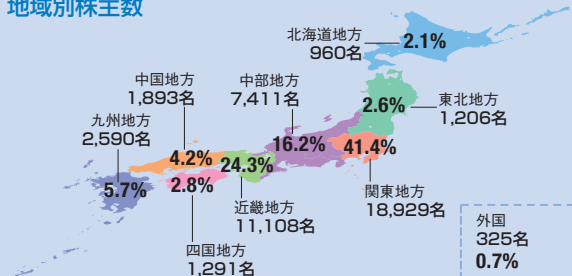 地域別株主数
北海道地方
960名
2.1%
東北地方
1,206名
2.6%
関東地方
18,929名
41.4%
中部地方
7,411名
16.2%
近畿地方
11,108名
24.3%
中国地方
1,893名
4.2%
四国地方
1,291名
2.8%
九州地方
2,590名
5.7%
外国
325名
0.7%